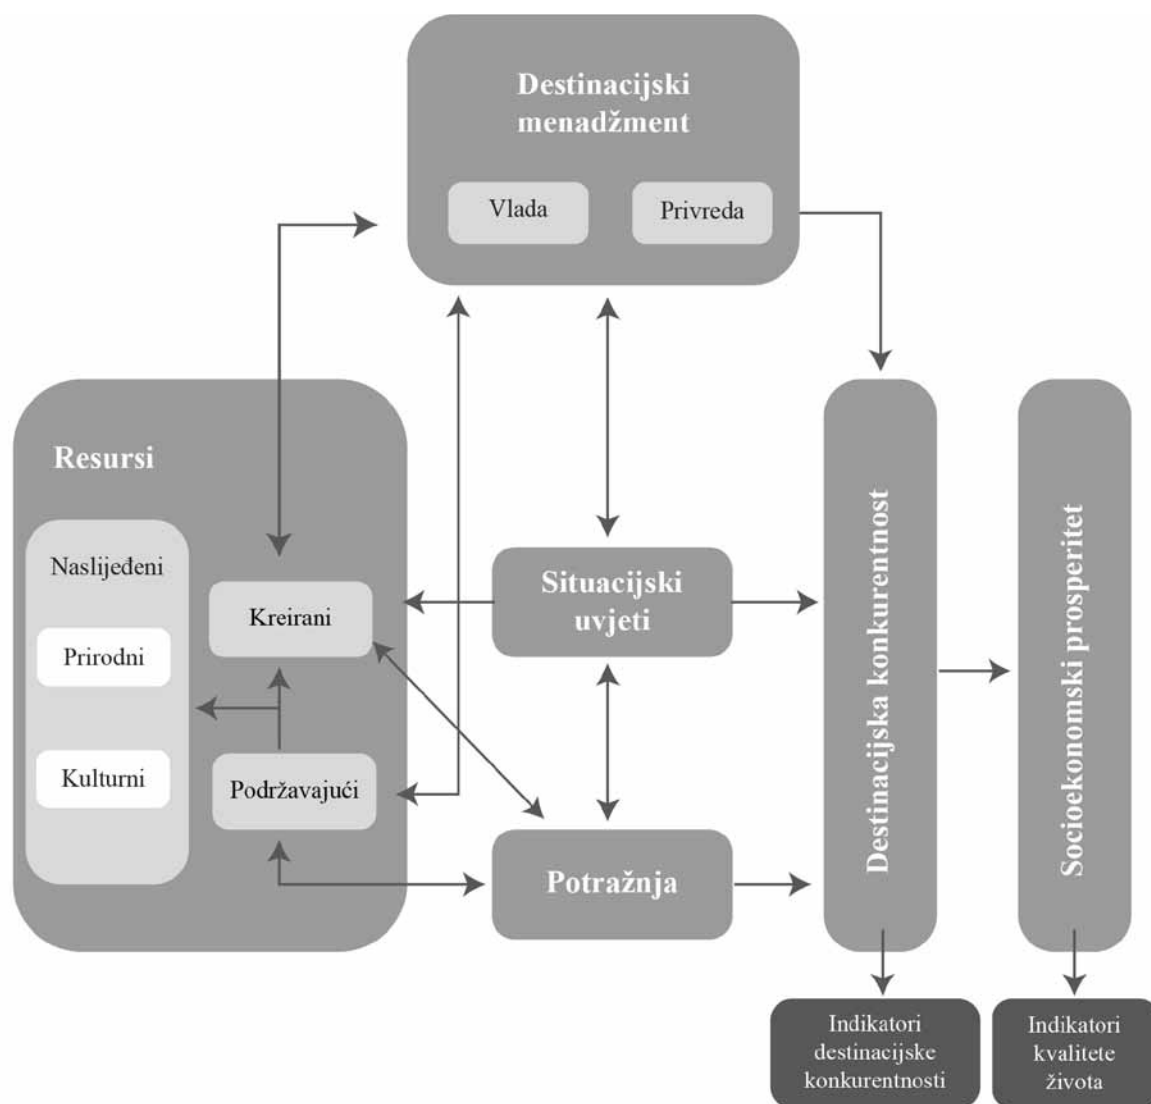 Destinacijski
menadžment
Vlada
Privreda
Resursi
Naslijeđeni
Prirodni
Kulturni
Kreirani
Podržavajući
Situacijski
uvjeti
Potražnja
Destinacijska konkurentnost
Socioekonomski prosperitet
Indikatori
destinacijske
konkurentnosti
Indikatori
kvalitete
života